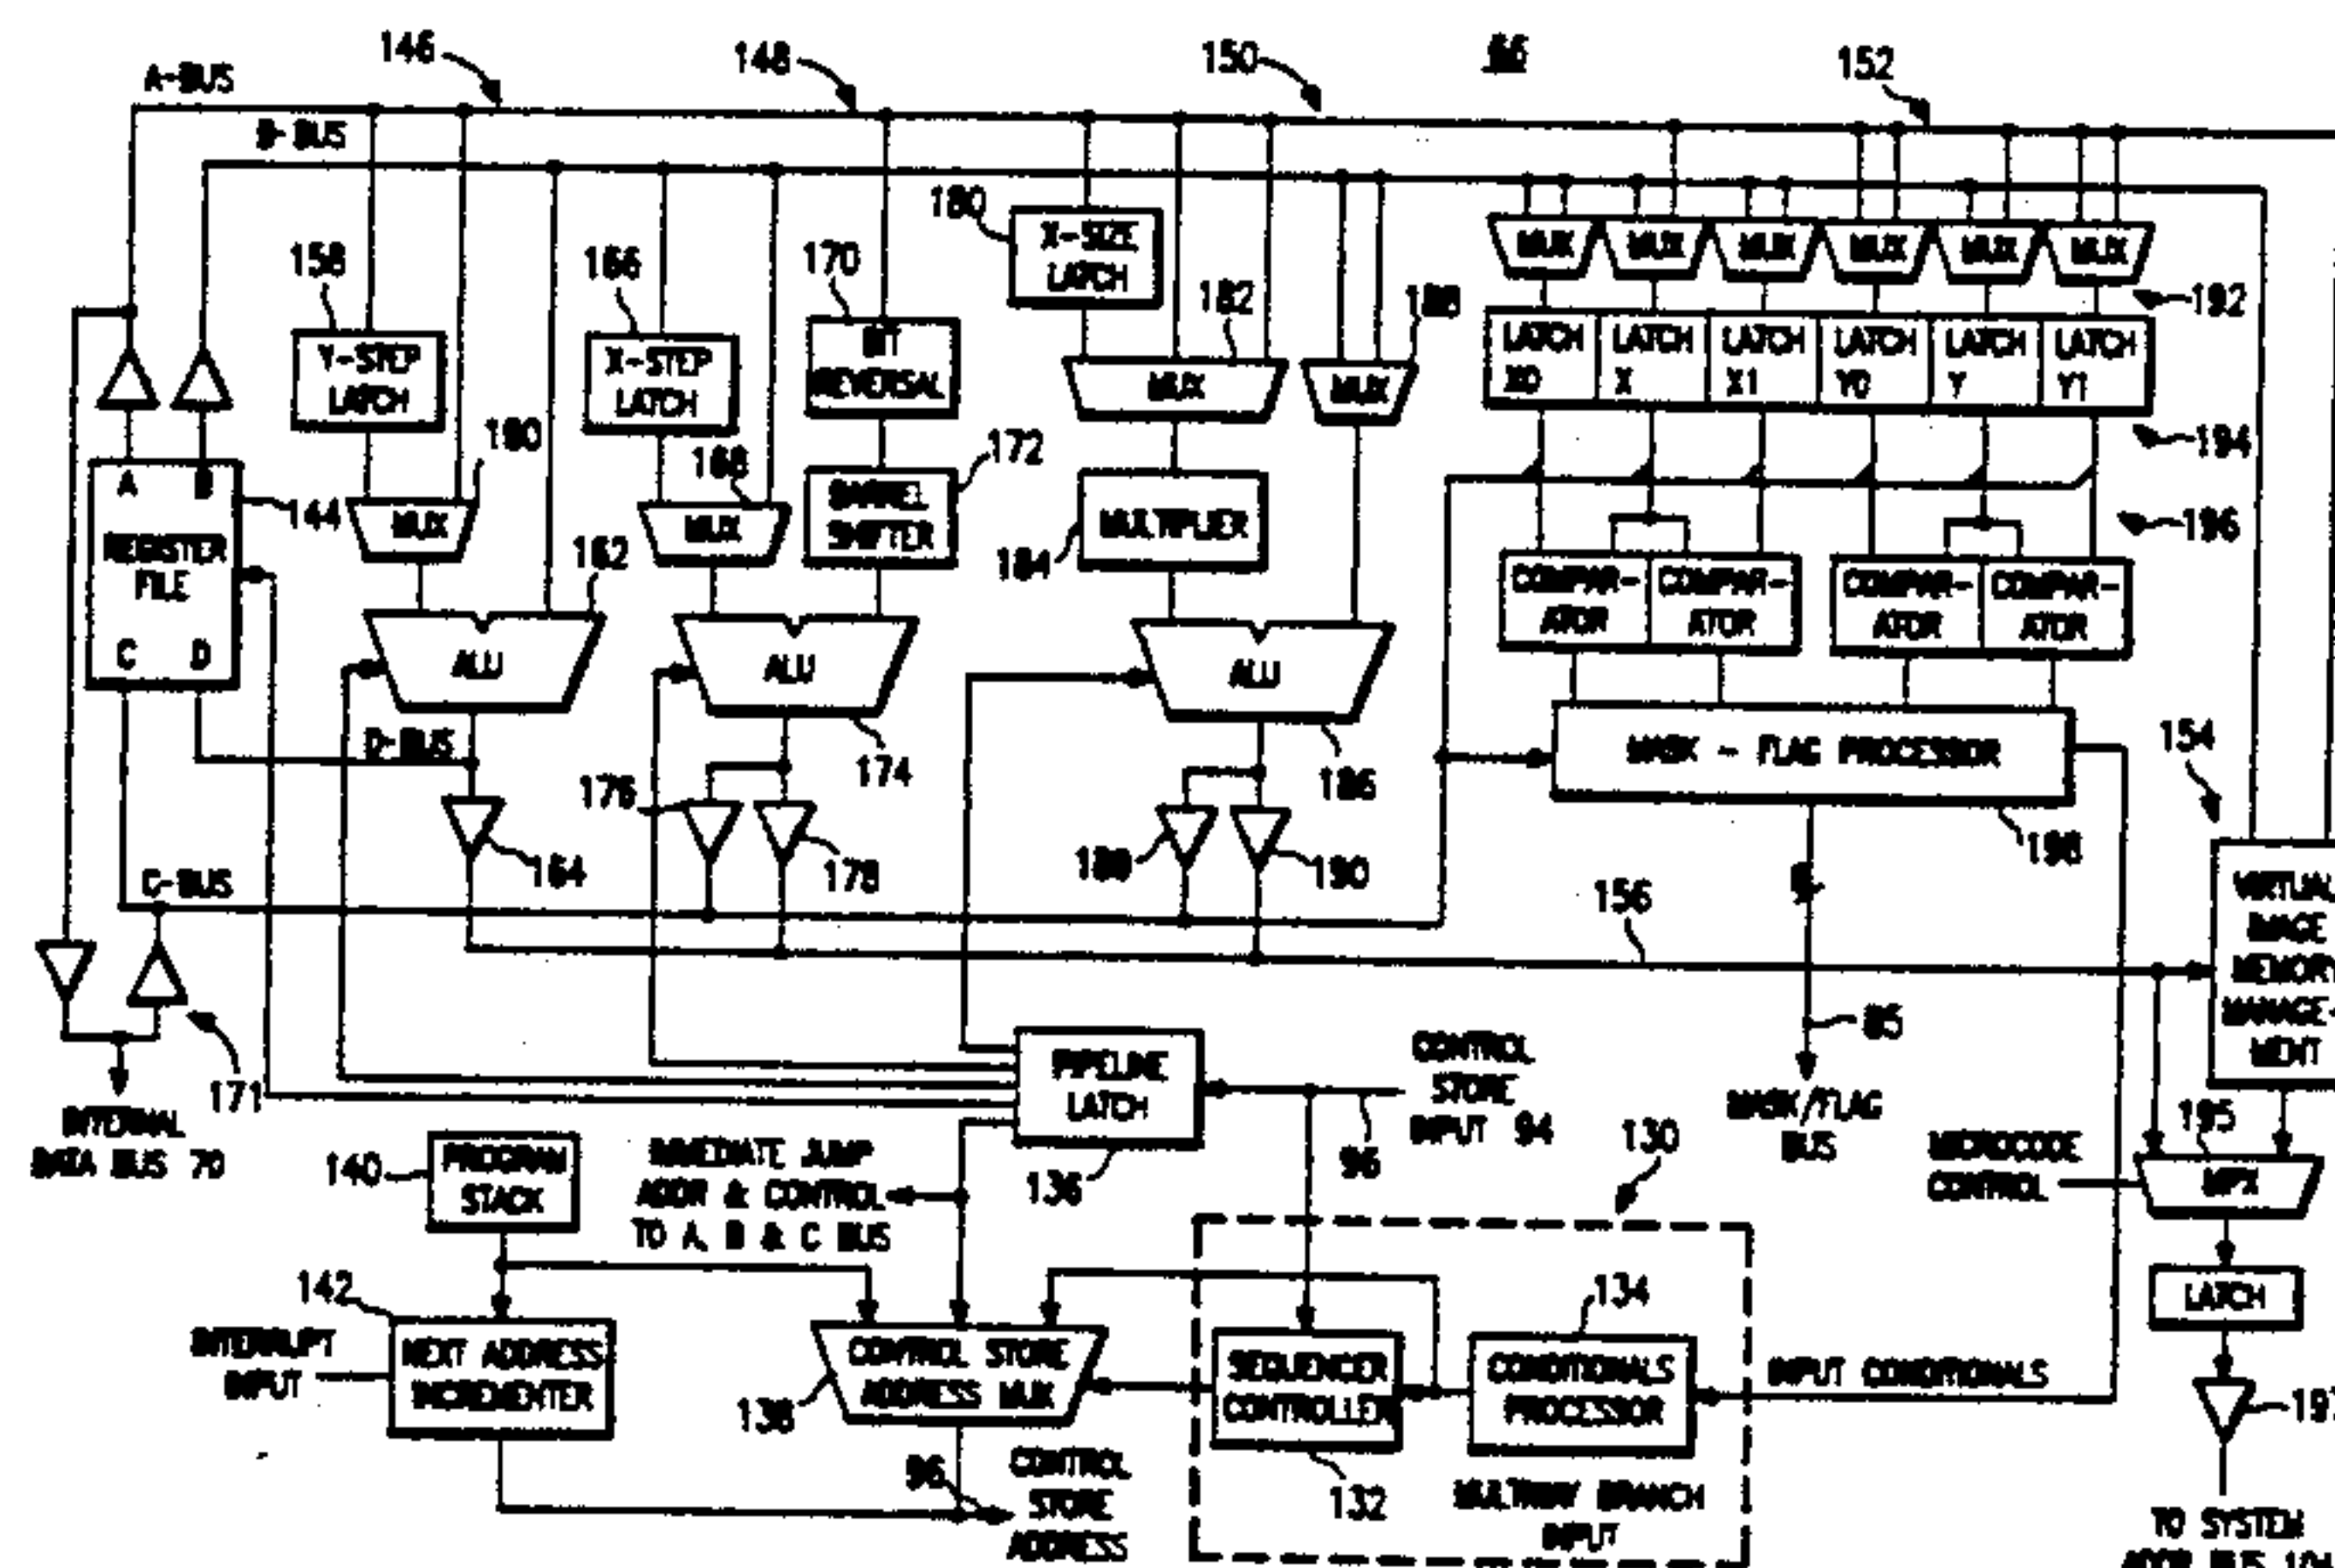 146
148
150
66
152
A-BUS
B-BUS
158
Y-STEP
LATCH
166
X-STEP
LATCH
170
BIT
REVERSAL
180
X-SIZE
LATCH
182
MUX
188
MUX
MUX
MUX
MUX
MUX
MUX
MUX
192
LATCH
X0
LATCH
X
LATCH
X1
LATCH
Y0
LATCH
Y
LATCH
Y1
194
A
B
144
REGISTER
FILE
C
D
160
MUX
168
MUX
172
BARREL
SHIFTER
184
MULTIPLIER
196
COMPAR-
ATOR
COMPAR-
ATOR
COMPAR-
ATOR
COMPAR-
ATOR
162
ALU
ALU
174
ALU
186
MASK - FLAG PROCESSOR
198
154
D-BUS
164
176
178
190
C-BUS
156
VIRTUAL
IMAGE
MEMORY
MANAGE-
MENT
171
INTERNAL
DATA BUS 70
PIPELINE
LATCH
136
CONTROL
STORE
INPUT 94
96
85
MASK/FLAG
BUS
130
195
MICROCODE
CONTROL
MPX
LATCH
197
TO SYSTEM
140
PROGRAM
STACK
IMMEDIATE JUMP
ADDR & CONTROL
TO A, B & C BUS
142
INTERRUPT
INPUT
NEXT ADDRESS
INCREMENTER
CONTROL STORE
ADDRESS MUX
138
SEQUENCER
CONTROLLER
132
134
CONDITIONALS
PROCESSOR
INPUT CONDITIONALS
96
CONTROL
STORE
ADDRESS
MULTIWAY BRANCH
INPUT
ADDR BUS